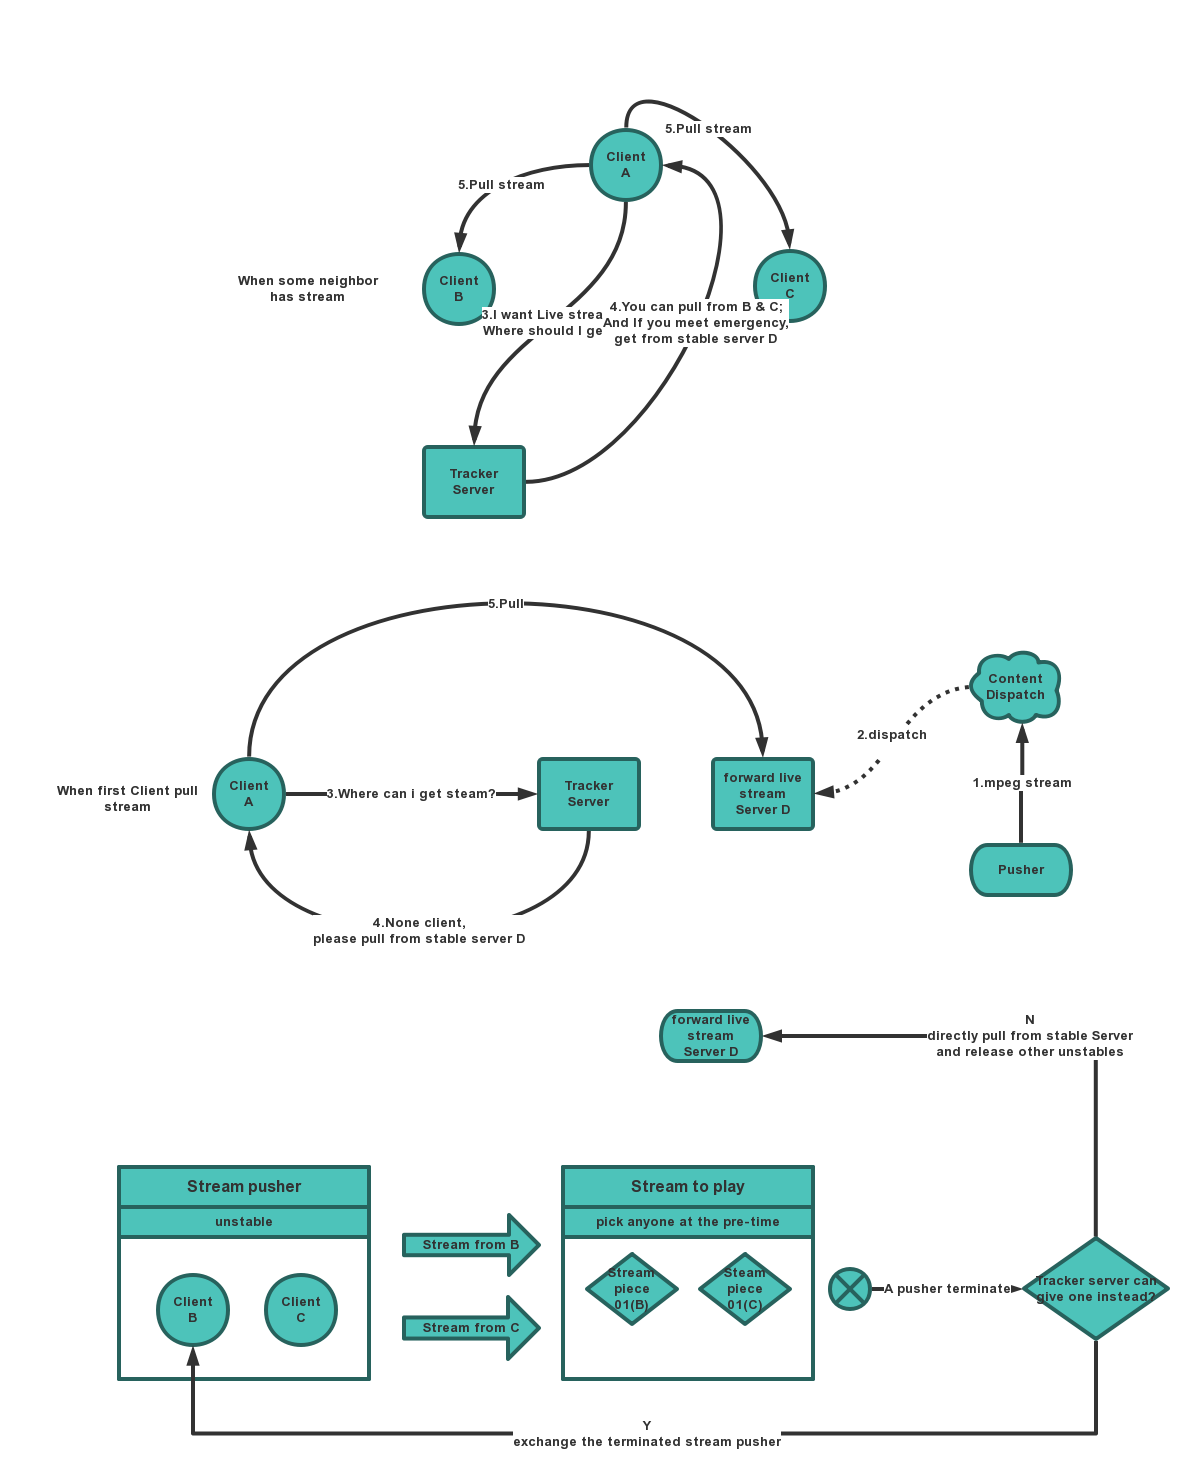 5.Pull stream
Client
A
5.Pull stream
Client
B
Client
C
When some neighbor
has stream
3.I want Live strea
Where should I ge
4.You can pull from B & C;
And If you meet emergency,
get from stable server D
Tracker
Server
5.Pull
Content
Dispatch
2.dispatch
1.mpeg stream
When first Client pull
stream
Client
A
3.Where can i get steam?
Tracker
Server
forward live
stream
Server D
Pusher
4.None client,
please pull from stable server D
forward live
stream
Server D
N
directly pull from stable Server
and release other unstables
Stream pusher
unstable
Client
B
Client
C
Stream from B
Stream from C
Stream to play
pick anyone at the pre-time
Stream
piece
01(B)
Steam
piece
01(C)
A pusher terminate
Tracker server can
give one instead?
Y
exchange the terminated stream pusher